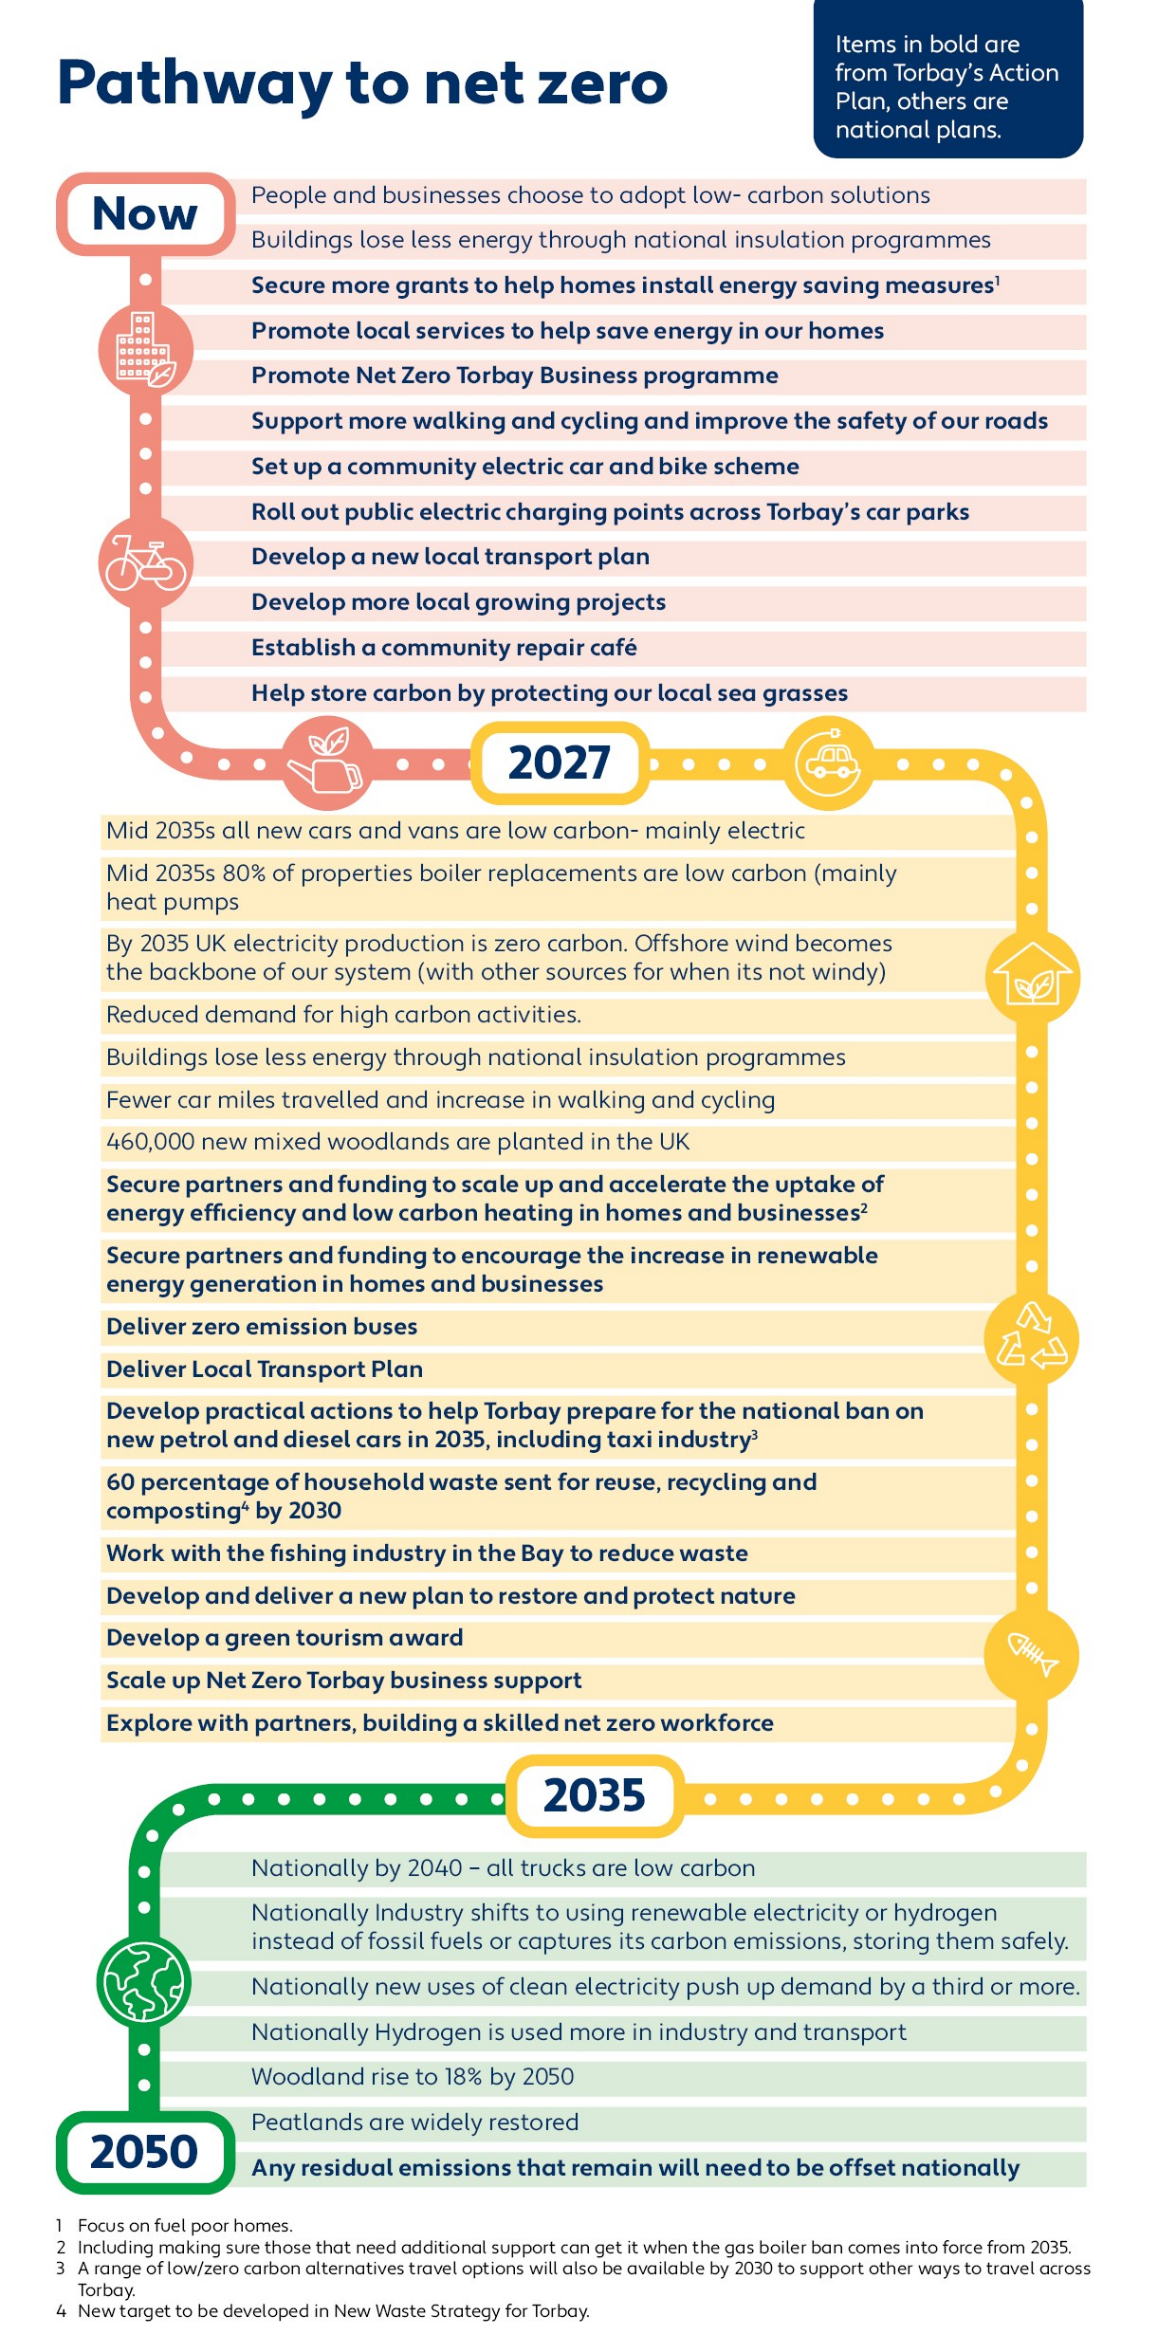 Pathway to net zero
Items in bold are
from Torbay's Action
Plan, others are
national plans.
Now
People and businesses choose to adopt low- carbon solutions
Buildings lose less energy through national insulation programmes
Secure more grants to help homes install energy saving measures¹
Promote local services to help save energy in our homes
Promote Net Zero Torbay Business programme
Support more walking and cycling and improve the safety of our roads
Set up a community electric car and bike scheme
Roll out public electric charging points across Torbay's car parks
Develop a new local transport plan
Develop more local growing projects
Establish a community repair café
Help store carbon by protecting our local sea grasses
2027
Mid 2035s all new cars and vans are low carbon- mainly electric
Mid 2035s 80% of properties boiler replacements are low carbon (mainly
heat pumps
By 2035 UK electricity production is zero carbon. Offshore wind becomes
the backbone of our system (with other sources for when its not windy)
Reduced demand for high carbon activities.
Buildings lose less energy through national insulation programmes
Fewer car miles travelled and increase in walking and cycling
460,000 new mixed woodlands are planted in the UK
Secure partners and funding to scale up and accelerate the uptake of
energy efficiency and low carbon heating in homes and businesses²
Secure partners and funding to encourage the increase in renewable
energy generation in homes and businesses
Deliver zero emission buses
Deliver Local Transport Plan
Develop practical actions to help Torbay prepare for the national ban on
new petrol and diesel cars in 2035, including taxi industry³
60 percentage of household waste sent for reuse, recycling and
composting⁴ by 2030
Work with the fishing industry in the Bay to reduce waste
Develop and deliver a new plan to restore and protect nature
Develop a green tourism award
Scale up Net Zero Torbay business support
Explore with partners, building a skilled net zero workforce
2035
Nationally by 2040 – all trucks are low carbon
Nationally Industry shifts to using renewable electricity or hydrogen
instead of fossil fuels or captures its carbon emissions, storing them safely.
Nationally new uses of clean electricity push up demand by a third or more.
Nationally Hydrogen is used more in industry and transport
Woodland rise to 18% by 2050
Peatlands are widely restored
2050
Any residual emissions that remain will need to be offset nationally
1 Focus on fuel poor homes.
2 Including making sure those that need additional support can get it when the gas boiler ban comes into force from 2035.
3 A range of low/zero carbon alternatives travel options will also be available by 2030 to support other ways to travel across
Torbay.
4 New target to be developed in New Waste Strategy for Torbay.